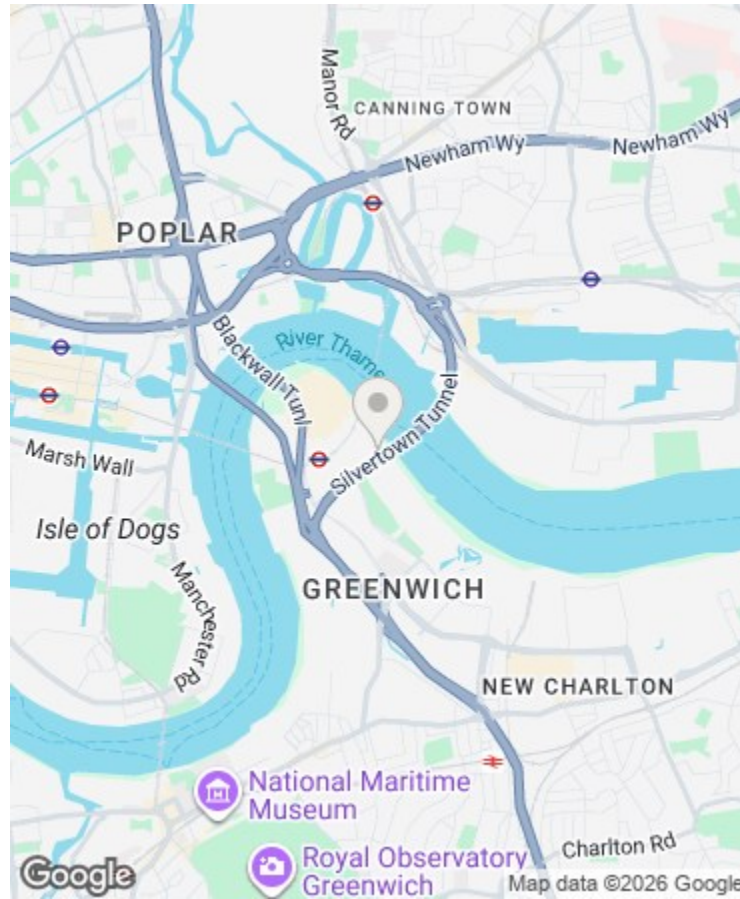 Manor Rd
CANNING TOWN
Newham Wy
Newham Wy
POPLAR
River Thame
Blackwall Tunl
Silvertown Tunnel
Marsh Wall
Isle of Dogs
Manchester Rd
GREENWICH
NEW CHARLTON
National Maritime
Museum
Royal Observatory
Greenwich
Charlton Rd
Google
Map data ©2026 Google